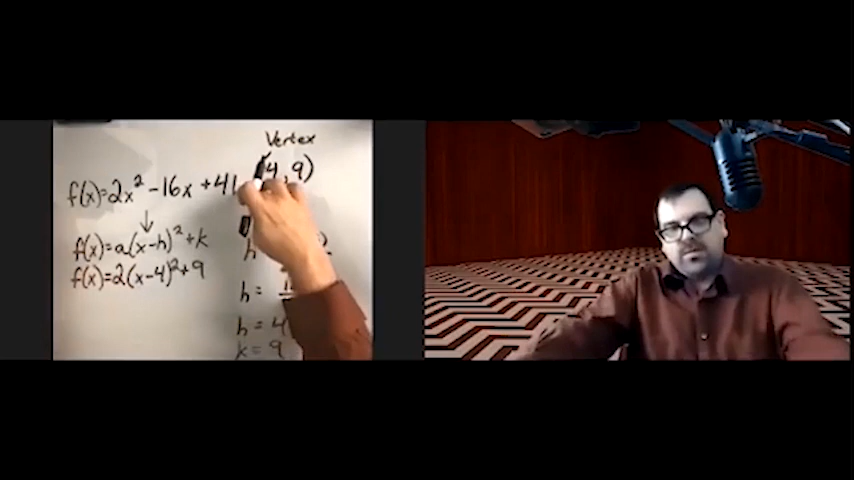 Vertex
(4, 9)
f(x)=2x² -16x +41
f(x)=a(x-h)² +k
f(x)=2(x-4)²+9
h
h =
h = 4
k = 9